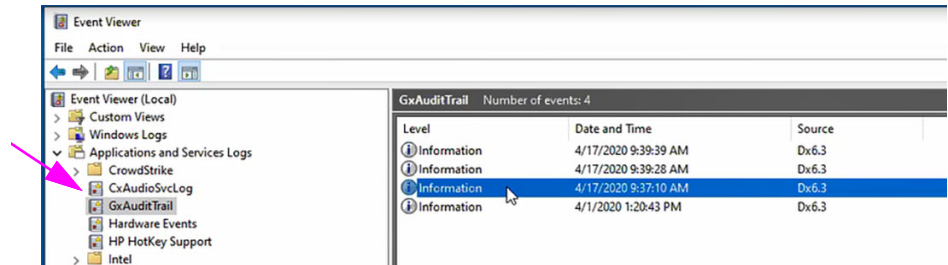 Event Viewer
File Action View Help
Event Viewer (Local)
Custom Views
Windows Logs
Applications and Services Logs
CrowdStrike
CxAudioSvcLog
GxAuditTrail
Hardware Events
HP HotKey Support
Intel
GxAuditTrail Number of events: 4
Level Date and Time Source
Information 4/17/2020 9:39:39 AM Dx6.3
Information 4/17/2020 9:39:28 AM Dx6.3
Information 4/17/2020 9:37:10 AM Dx6.3
Information 4/1/2020 1:20:43 PM Dx6.3